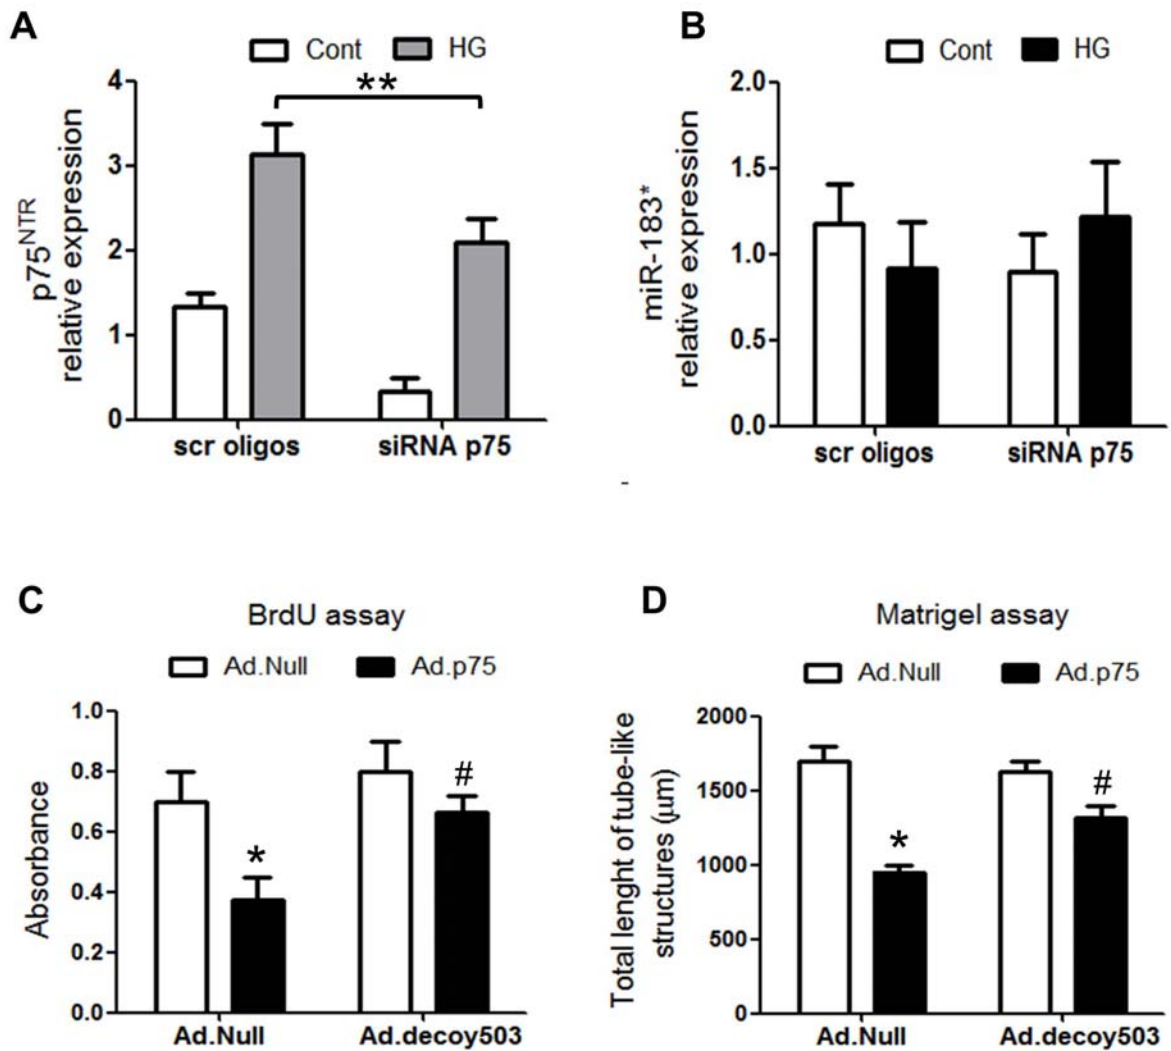 A
Cont HG
**
p75NTR
relative expression
4
3
2
1
0
scr oligos siRNA p75
B
Cont HG
miR-183*
relative expression
2.0
1.5
1.0
0.5
0.0
scr oligos siRNA p75
-
C
BrdU assay
Ad.Null Ad.p75
Absorbance
1.0
0.8
0.6
0.4
0.2
0.0
*
#
Ad.Null Ad.decoy503
D
Matrigel assay
Ad.Null Ad.p75
Total lenght of tube-like
structures (μm)
2000
1500
1000
500
0
*
#
Ad.Null Ad.decoy503